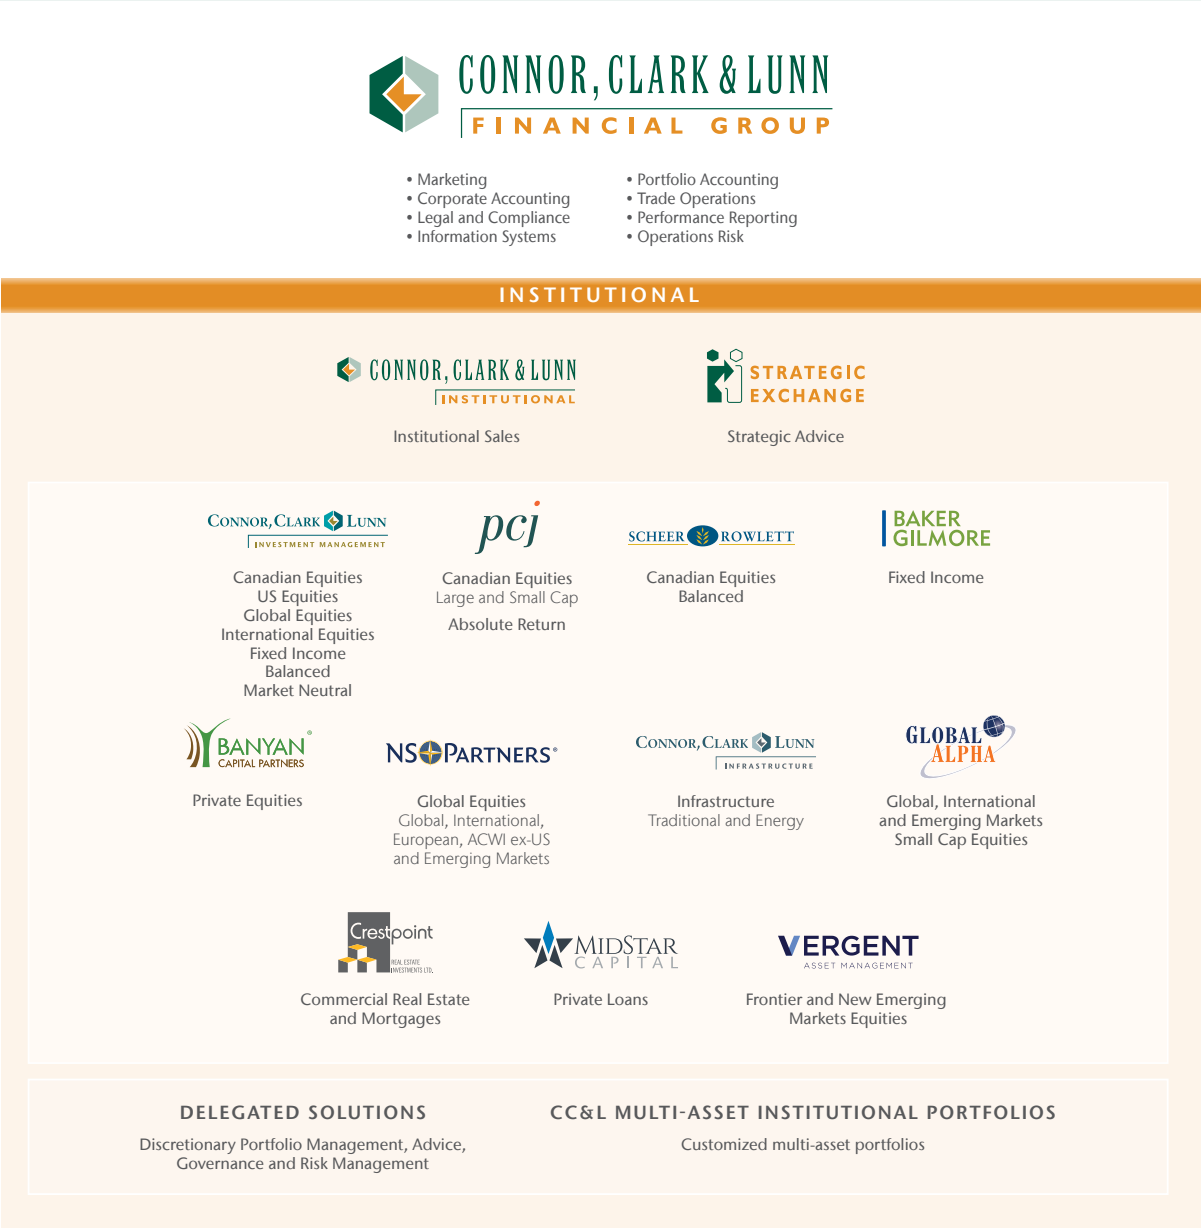 CONNOR, CLARK & LUNN
FINANCIAL GROUP
• Marketing
• Corporate Accounting
• Legal and Compliance
• Information Systems
• Portfolio Accounting
• Trade Operations
• Performance Reporting
• Operations Risk
INSTITUTIONAL
CONNOR, CLARK & LUNN
INSTITUTIONAL
Institutional Sales
STRATEGIC
EXCHANGE
Strategic Advice
CONNOR, CLARK LUNN
INVESTMENT MANAGEMENT
Canadian Equities
US Equities
Global Equities
International Equities
Fixed Income
Balanced
Market Neutral
pcj
Canadian Equities
Large and Small Cap
Absolute Return
SCHEER ROWLETT
Canadian Equities
Balanced
BAKER
GILMORE
Fixed Income
BANYAN®
CAPITAL PARTNERS
Private Equities
NS PARTNERS®
Global Equities
Global, International,
European, ACWI ex-US
and Emerging Markets
CONNOR, CLARK LUNN
INFRASTRUCTURE
Infrastructure
Traditional and Energy
GLOBAL
ALPHA
Global, International
and Emerging Markets
Small Cap Equities
Crestpoint
REAL ESTATE
INVESTMENTS LTD.
Commercial Real Estate
and Mortgages
MIDSTAR
CAPITAL
Private Loans
VERGENT
ASSET MANAGEMENT
Frontier and New Emerging
Markets Equities
DELEGATED SOLUTIONS
Discretionary Portfolio Management, Advice,
Governance and Risk Management
CC&L MULTI-ASSET INSTITUTIONAL PORTFOLIOS
Customized multi-asset portfolios